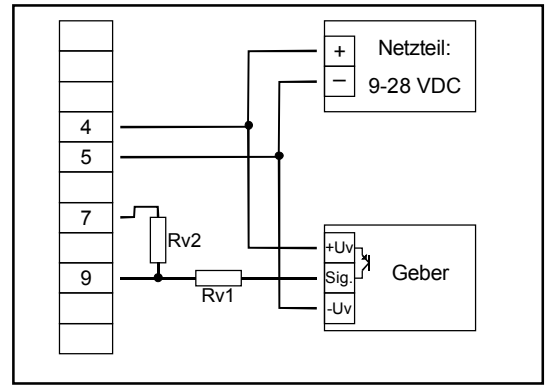 +
Netzteil:
–
9-28 VDC
4
5
7
Rv2
+Uv
9
Rv1
Sig.
Geber
-Uv